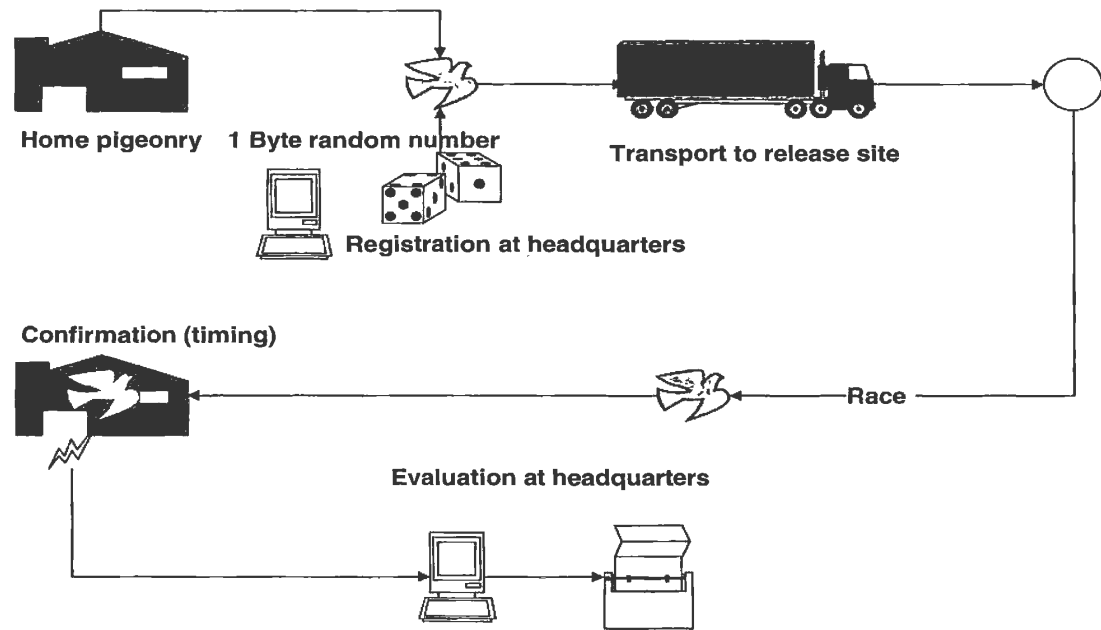 Home pigeonry
1 Byte random number
Transport to release site
Registration at headquarters
Confirmation (timing)
Race
Evaluation at headquarters